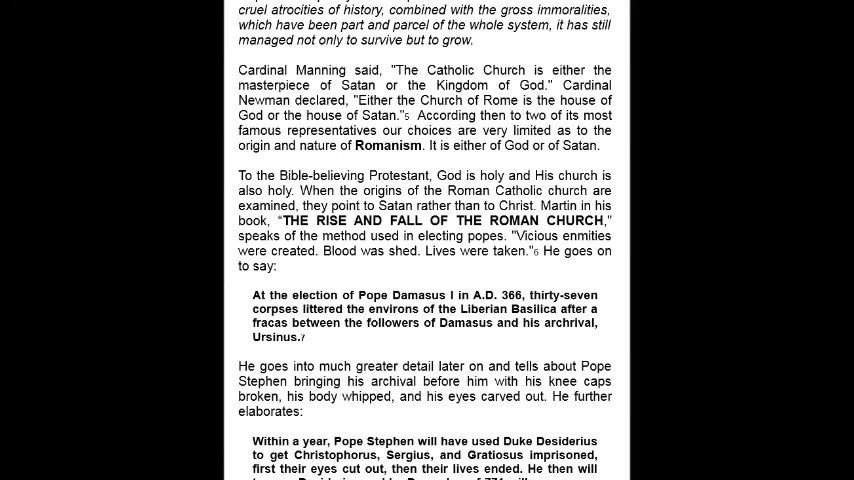 cruel atrocities of history, combined with the gross immoralities,
which have been part and parcel of the whole system, it has still
managed not only to survive but to grow.
Cardinal Manning said, "The Catholic Church is either the
masterpiece of Satan or the Kingdom of God." Cardinal
Newman declared, "Either the Church of Rome is the house of
God or the house of Satan."5 According then to two of its most
famous representatives our choices are very limited as to the
origin and nature of Romanism. It is either of God or of Satan.
To the Bible-believing Protestant, God is holy and His church is
also holy. When the origins of the Roman Catholic church are
examined, they point to Satan rather than to Christ. Martin in his
book, "THE RISE AND FALL OF THE ROMAN CHURCH,"
speaks of the method used in electing popes. "Vicious enmities
were created. Blood was shed. Lives were taken."6 He goes on
to say:
At the election of Pope Damasus I in A.D. 366, thirty-seven
corpses littered the environs of the Liberian Basilica after a
fracas between the followers of Damasus and his archrival,
Ursinus.7
He goes into much greater detail later on and tells about Pope
Stephen bringing his archival before him with his knee caps
broken, his body whipped, and his eyes carved out. He further
elaborates:
Within a year, Pope Stephen will have used Duke Desiderius
to get Christophorus, Sergius, and Gratiosus imprisoned,
first their eyes cut out, then their lives ended. He then will